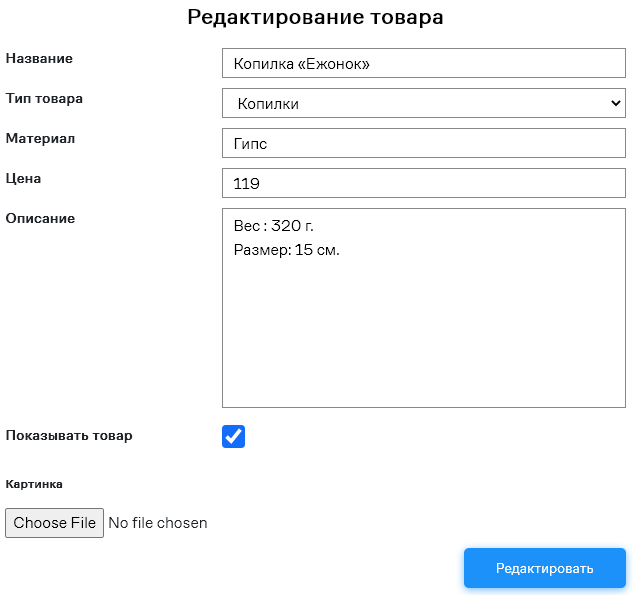 Редактирование товара
Название
Копилка «Ежонок»
Тип товара
Копилки
Материал
Гипс
Цена
119
Описание
Вес : 320 г.
Размер: 15 см.
Показывать товар
Картинка
Choose File No file chosen
Редактировать